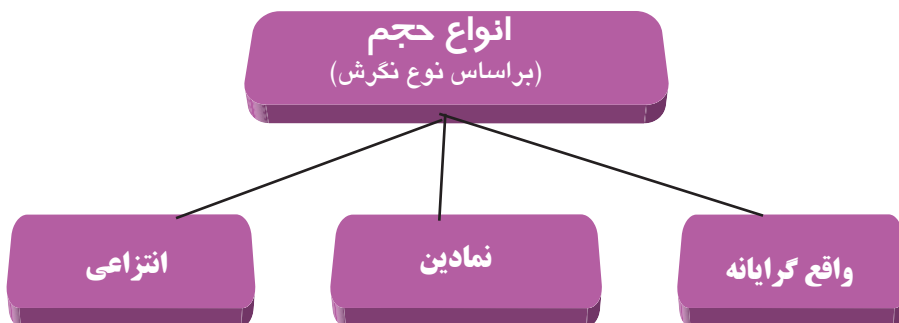 انواع حجم
(براساس نوع نگرش)
واقع گرایانه
نمادین
انتزاعی